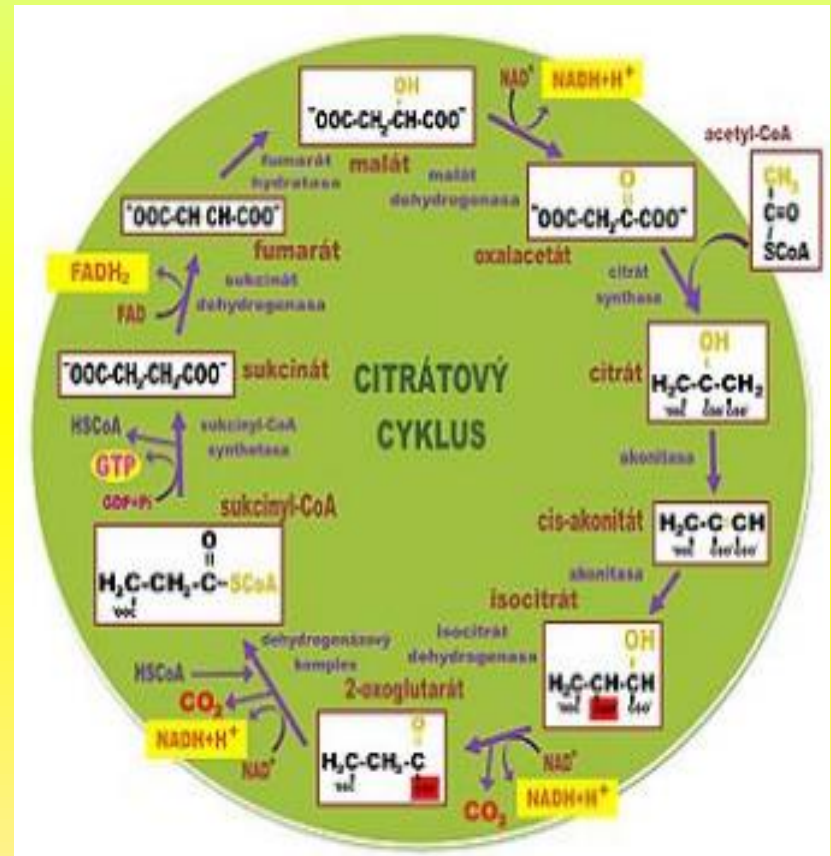 CITRÁTOVÝ
CYKLUS
acetyl-CoA
CH₃
C=O
SCoA
O
⁻OOC-CH₂-C-COO⁻
oxalacetát
citrát
synthasa
OH
H₂C-C-CH₂
citrát
akonitasa
H₂C-C CH
cis-akonitát
akonitasa
isocitrát
OH
H₂C-CH-CH
isocitrát
dehydrogenasa
NAD⁺
NADH+H⁺
CO₂
2-oxoglutarát
O
H₂C-CH₂-C
dehydrogenázový
komplex
HSCoA
CO₂
NADH+H⁺
NAD⁺
sukcinyl-CoA
O
H₂C-CH₂-C-SCoA
sukcinyl-CoA
synthetasa
HSCoA
GTP
GDP+Pi
⁻OOC-CH₂-CH₂-COO⁻
sukcinát
sukcinát
dehydrogenasa
FADH₂
FAD
⁻OOC-CH CH-COO⁻
fumarát
fumarát
hydratasa
OH
⁻OOC-CH₂-CH-COO⁻
malát
malát
dehydrogenasa
NAD⁺
NADH+H⁺